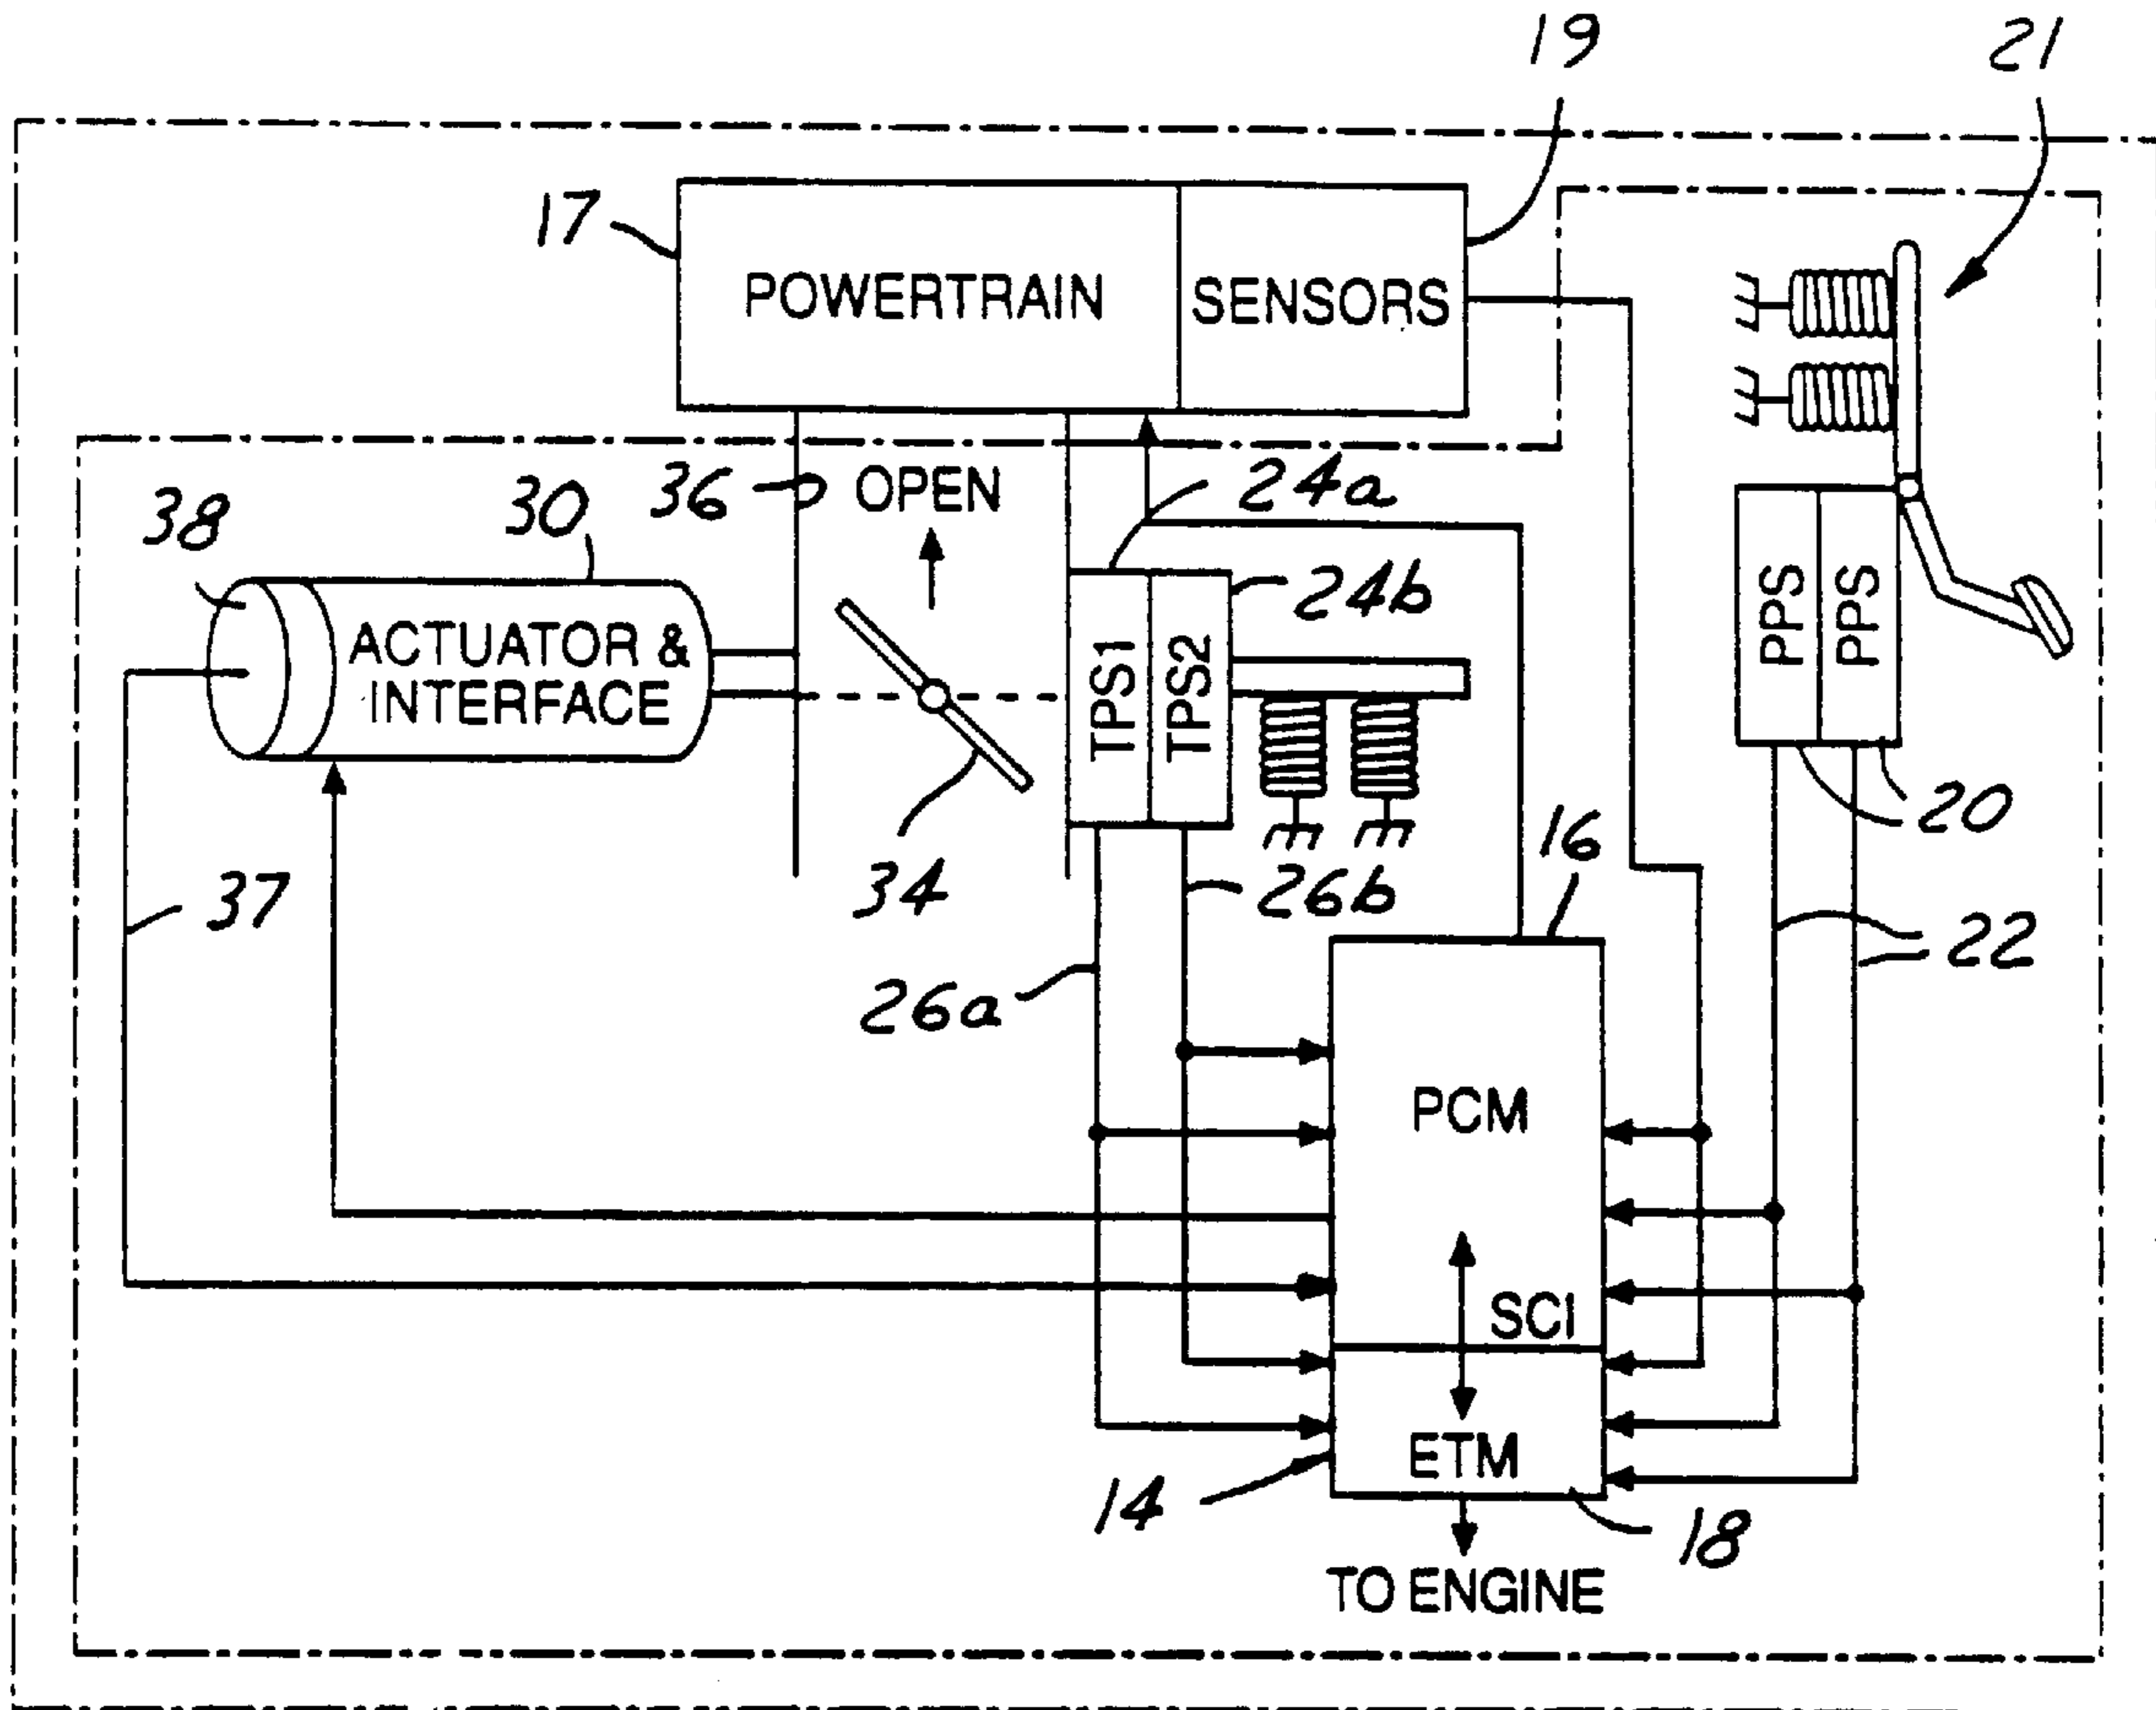 19
21
17
POWERTRAIN
SENSORS
36
OPEN
24a
38
30
24b
ACTUATOR &
INTERFACE
TPS1
TPS2
PPS
PPS
20
16
34
26b
37
22
26a
PCM
SCI
ETM
14
18
TO ENGINE